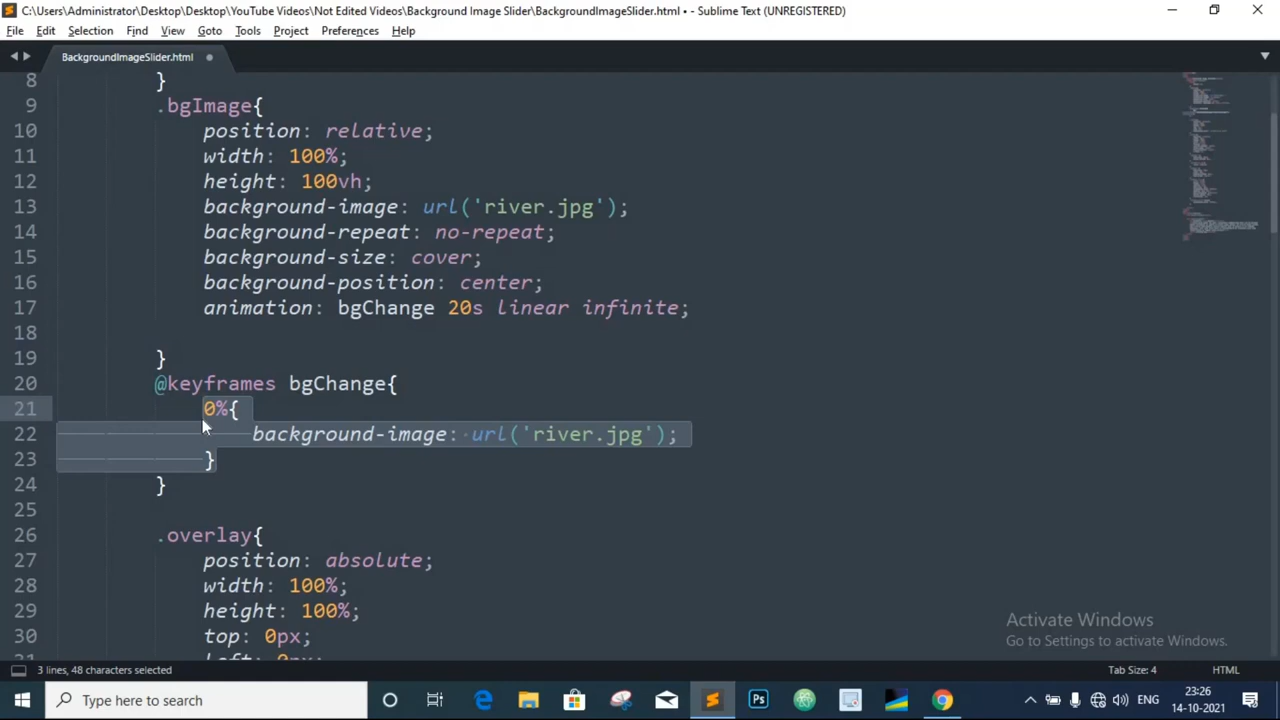 C:\Users\Administrator\Desktop\Desktop\YouTube Videos\Not Edited Videos\Background Image Slider\BackgroundImageSlider.html • - Sublime Text (UNREGISTERED)
File Edit Selection Find View Goto Tools Project Preferences Help
BackgroundImageSlider.html
8 }
9 .bgImage{
10 position: relative;
11 width: 100%;
12 height: 100vh;
13 background-image: url('river.jpg');
14 background-repeat: no-repeat;
15 background-size: cover;
16 background-position: center;
17 animation: bgChange 20s linear infinite;
18
19 }
20 @keyframes bgChange{
21 0%{
22 background-image: url('river.jpg');
23 }
24 }
25
26 .overlay{
27 position: absolute;
28 width: 100%;
29 height: 100%;
30 top: 0px;
31 left: 0px;
Activate Windows
Go to Settings to activate Windows.
3 lines, 48 characters selected Tab Size: 4 HTML
Type here to search Ps ENG 23:26
14-10-2021